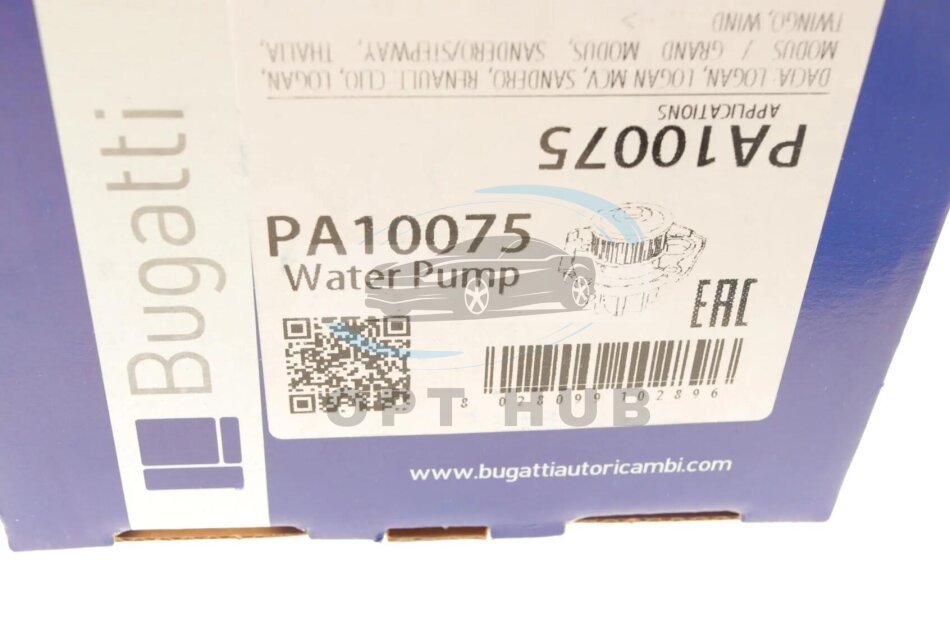 Bugatti
PA10075
APPLICATIONS
DACIA: LOGAN, LOGAN MCV, SANDERO, RENAULT: CLIO, LOGAN,
MODUS / GRAND MODUS, SANDERO/STEPWAY, THALIA,
TWINGO, WIND
PA10075
Water Pump
EAC
8 028099 102896
OPT HUB
www.bugattiautoricambi.com